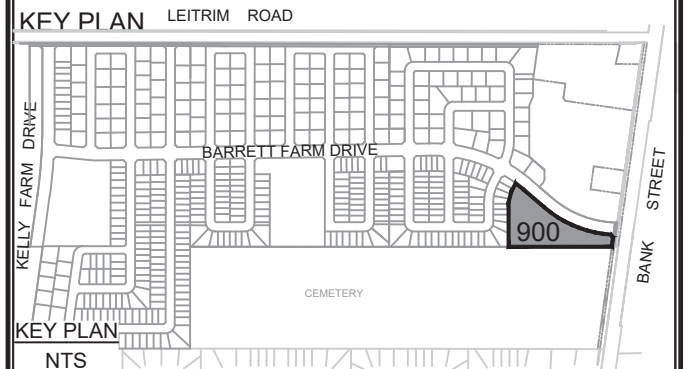 KEY PLAN
LEITRIM ROAD
KELLY FARM DRIVE
BARRETT FARM DRIVE
BANK STREET
900
CEMETERY
KEY PLAN
NTS